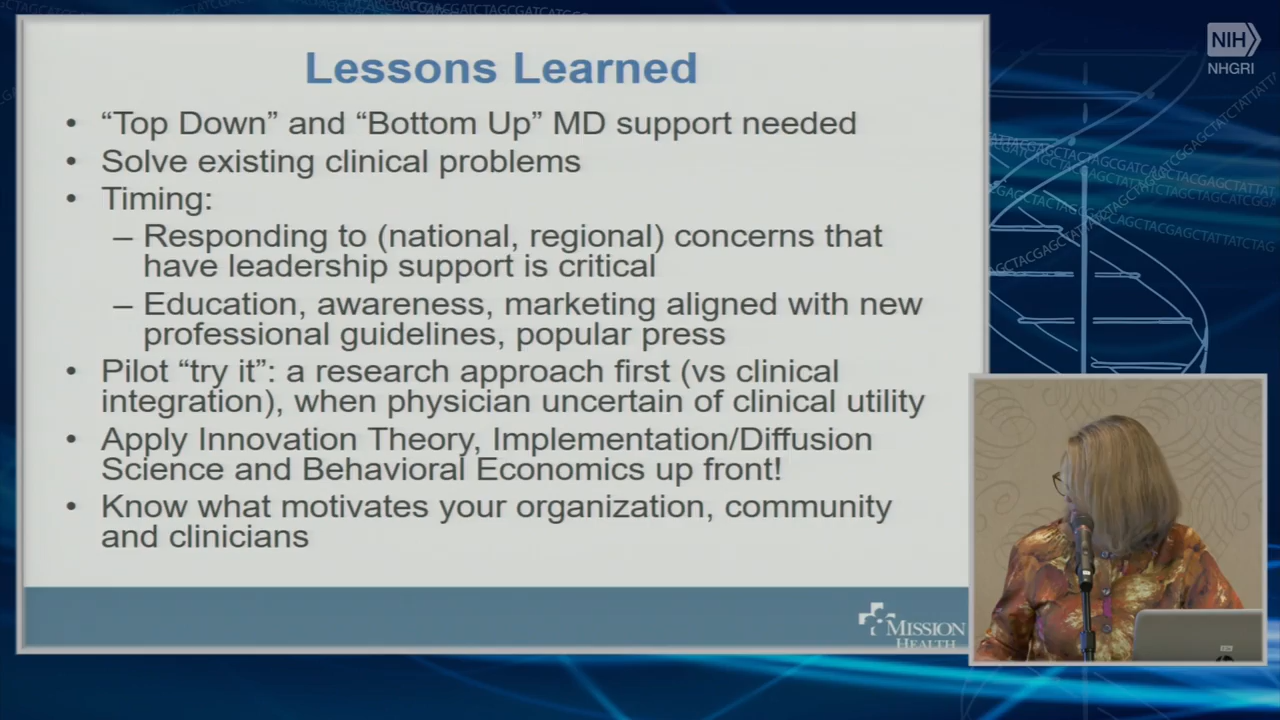 Lessons Learned
• “Top Down” and “Bottom Up” MD support needed
• Solve existing clinical problems
• Timing:
– Responding to (national, regional) concerns that
have leadership support is critical
– Education, awareness, marketing aligned with new
professional guidelines, popular press
• Pilot “try it”: a research approach first (vs clinical
integration), when physician uncertain of clinical utility
• Apply Innovation Theory, Implementation/Diffusion
Science and Behavioral Economics up front!
• Know what motivates your organization, community
and clinicians
MISSION
HEALTH
NIH
NHGRI